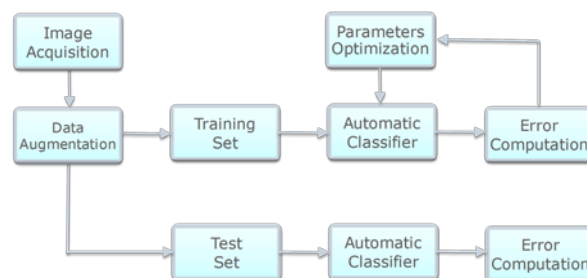 Image
Acquisition
Parameters
Optimization
Data
Augmentation
Training
Set
Automatic
Classifier
Error
Computation
Test
Set
Automatic
Classifier
Error
Computation